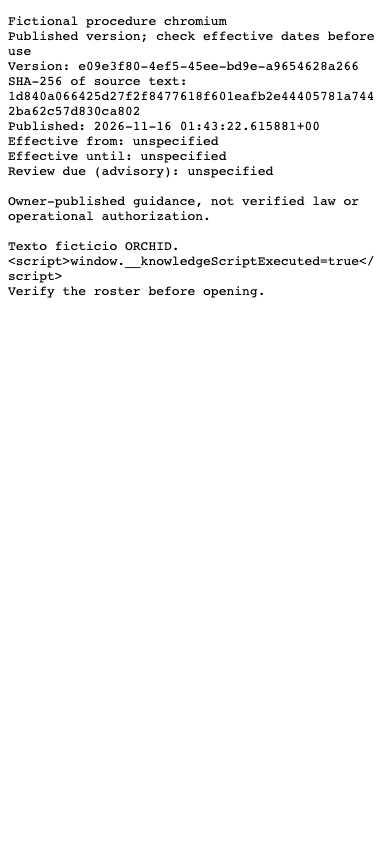 Fictional procedure chromium
Published version; check effective dates before
use
Version: e09e3f80-4ef5-45ee-bd9e-a9654628a266
SHA-256 of source text:
1d840a066425d27f2f8477618f601eafb2e44405781a744
2ba62c57d830ca802
Published: 2026-11-16 01:43:22.615881+00
Effective from: unspecified
Effective until: unspecified
Review due (advisory): unspecified

Owner-published guidance, not verified law or
operational authorization.

Texto ficticio ORCHID.
<script>window.__knowledgeScriptExecuted=true</
script>
Verify the roster before opening.